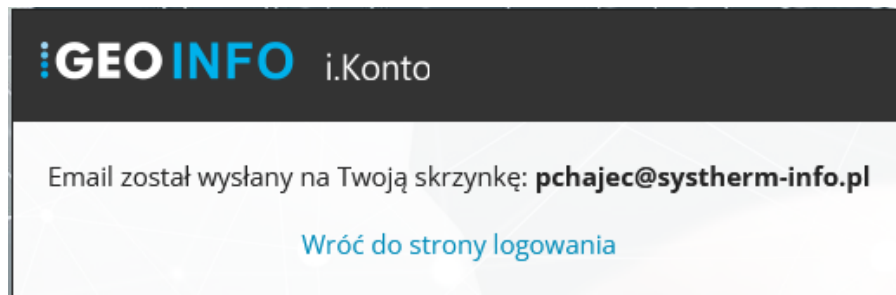 GEOINFO i.Konto
Email został wysłany na Twoją skrzynkę: pchajec@systherm-info.pl
Wróć do strony logowania